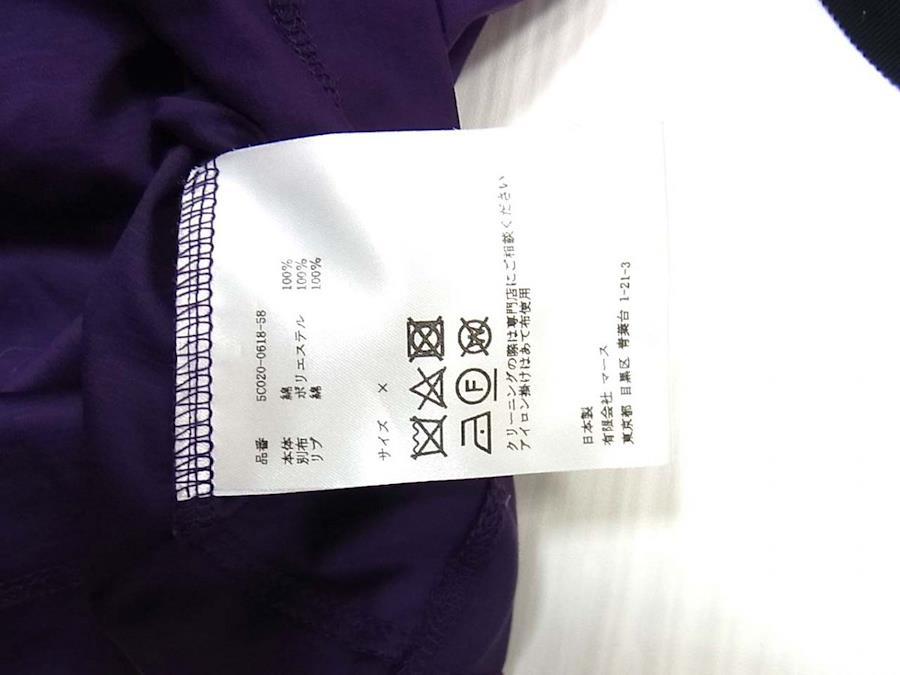 品番 5C020-0618-58
本体 綿 100%
別布 ポリエステル 100%
リブ 綿 100%
サイズ ×
F
クリーニングの際は専門店にご相談ください
アイロン掛けはあて布使用
日本製
有限会社 マース
東京都 目黒区 青葉台 1-21-3